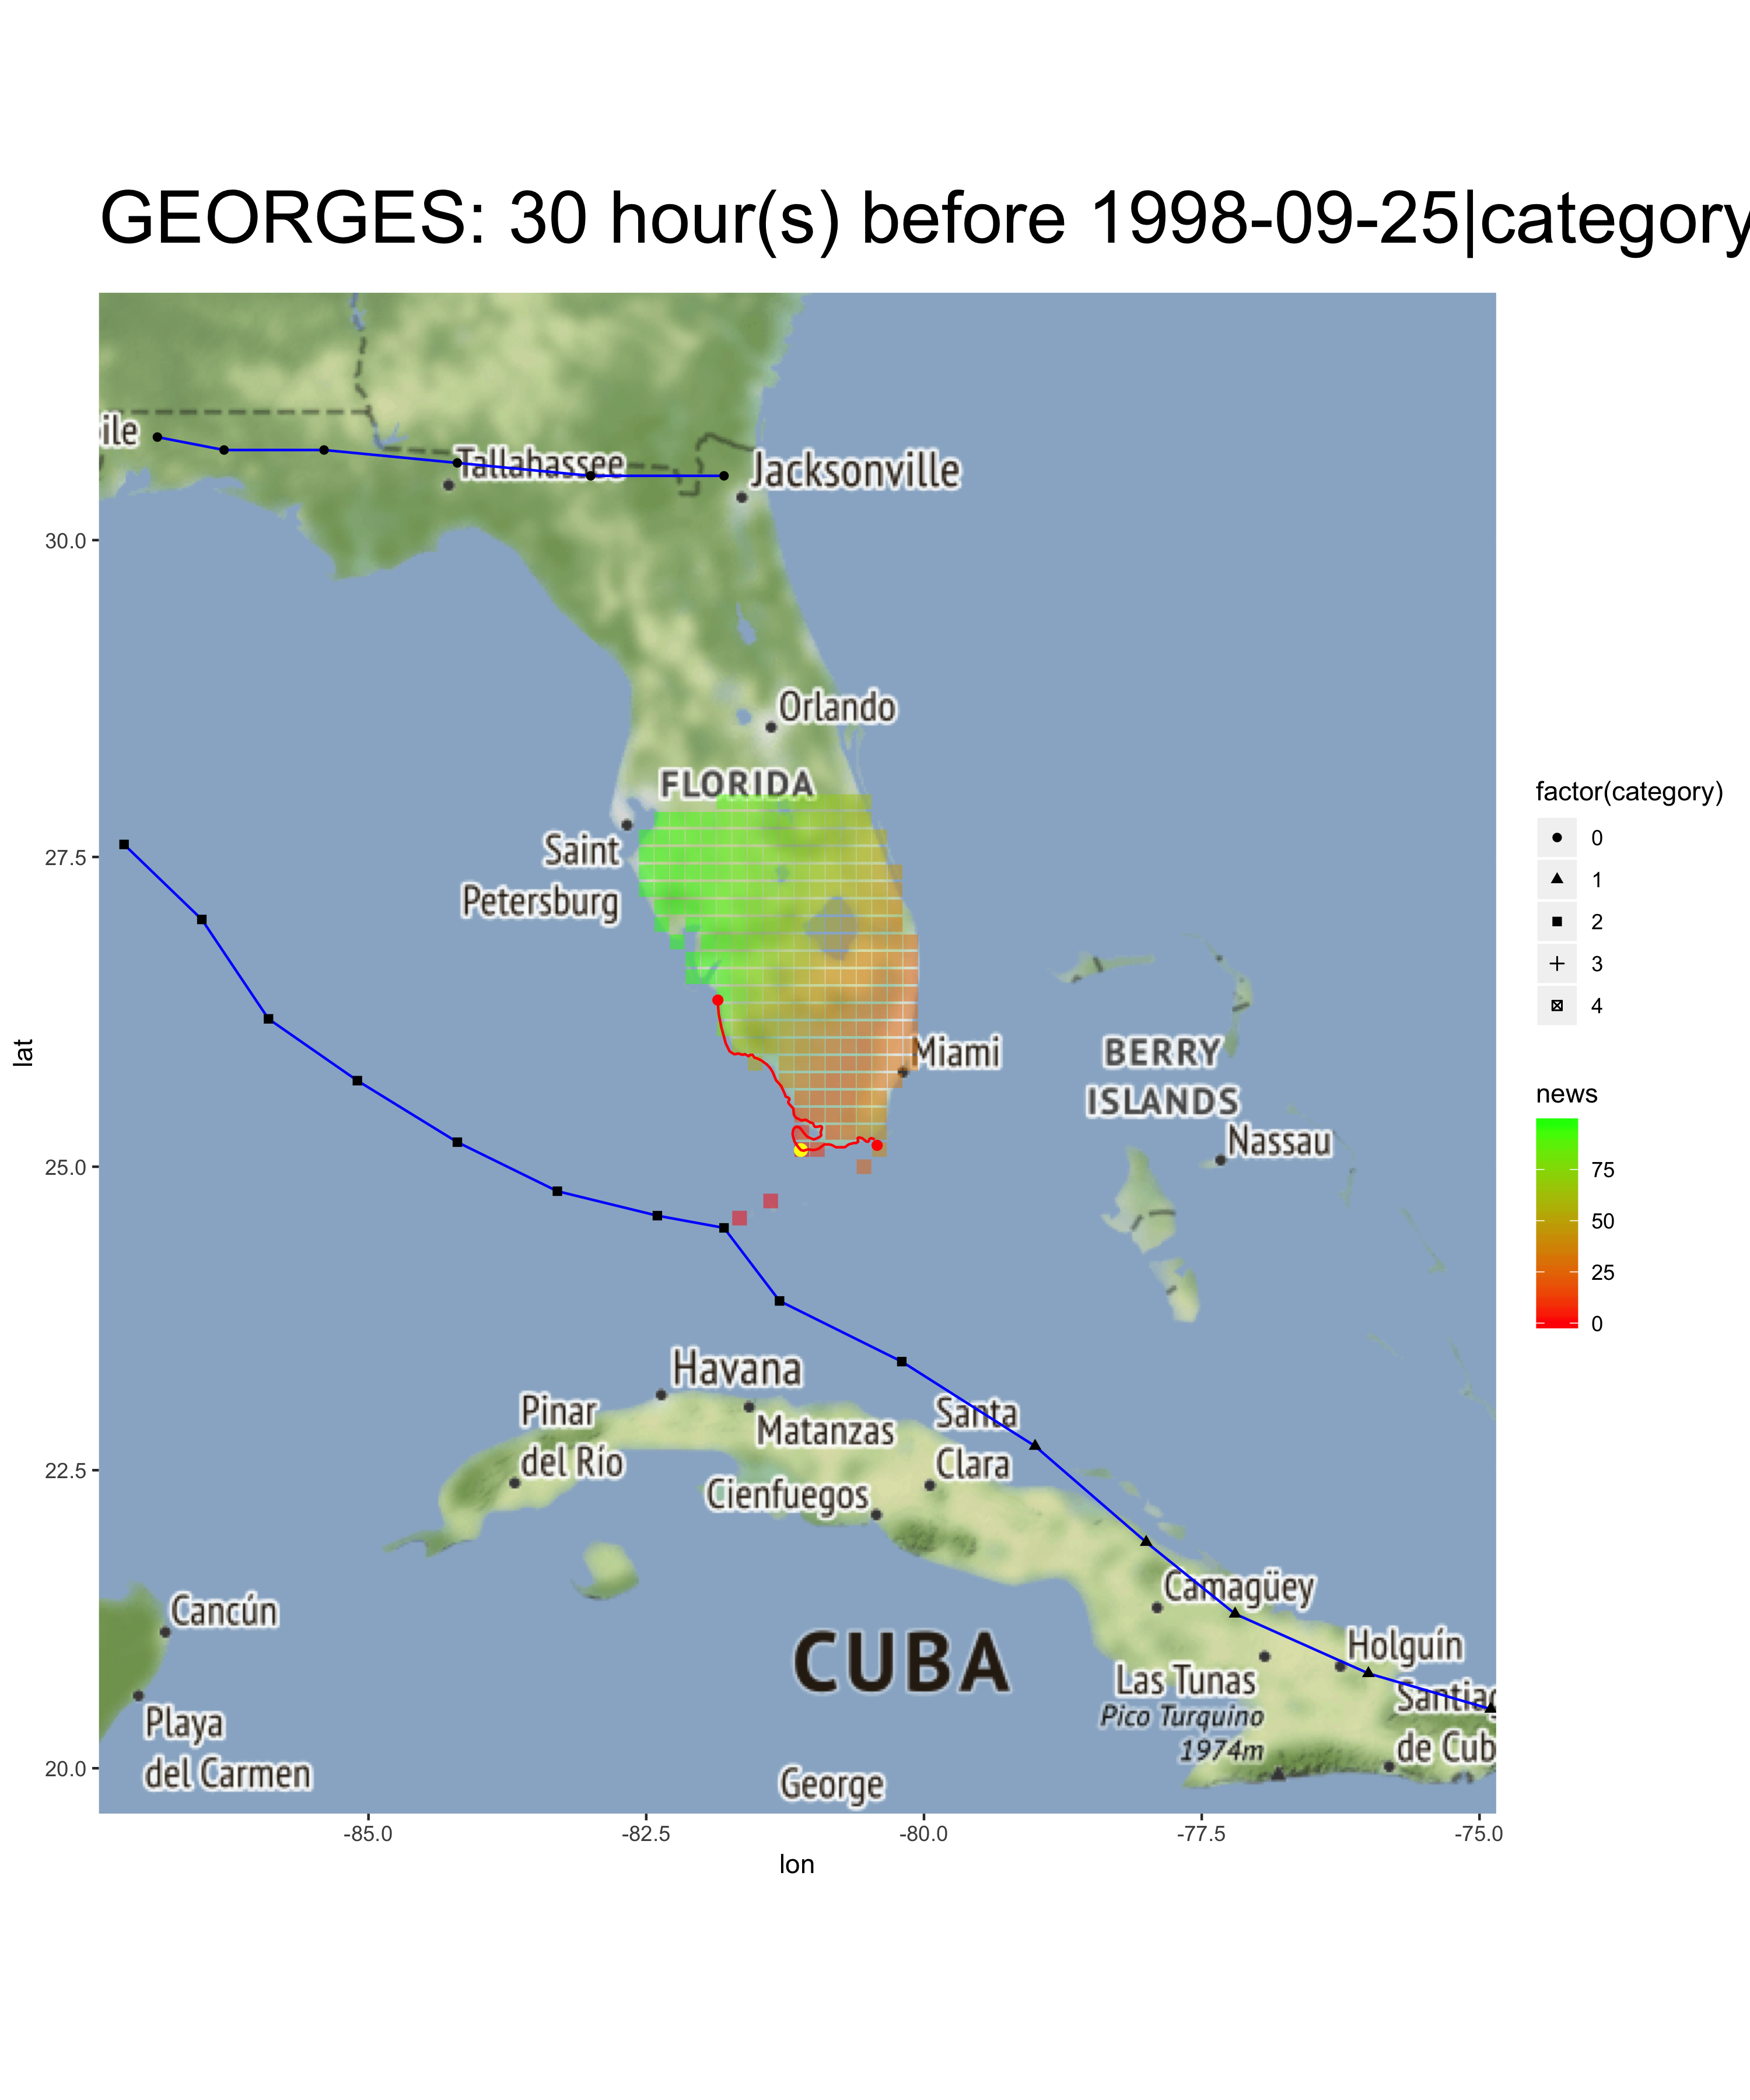 GEORGES: 30 hour(s) before 1998-09-25|category
ile
Tallahassee
Jacksonville
30.0
Orlando
FLORIDA
factor(category)
0
1
2
3
4
27.5
Saint
Petersburg
lat
Miami
BERRY
ISLANDS
Nassau
news
75
50
25
0
25.0
Havana
Pinar
del Río
Matanzas
Santa
Clara
Cienfuegos
22.5
Camagüey
Cancún
Holguín
CUBA
Las Tunas
Santiag
Pico Turquino
1974m
de Cub
Playa
del Carmen
George
20.0
-85.0
-82.5
-80.0
-77.5
-75.0
lon